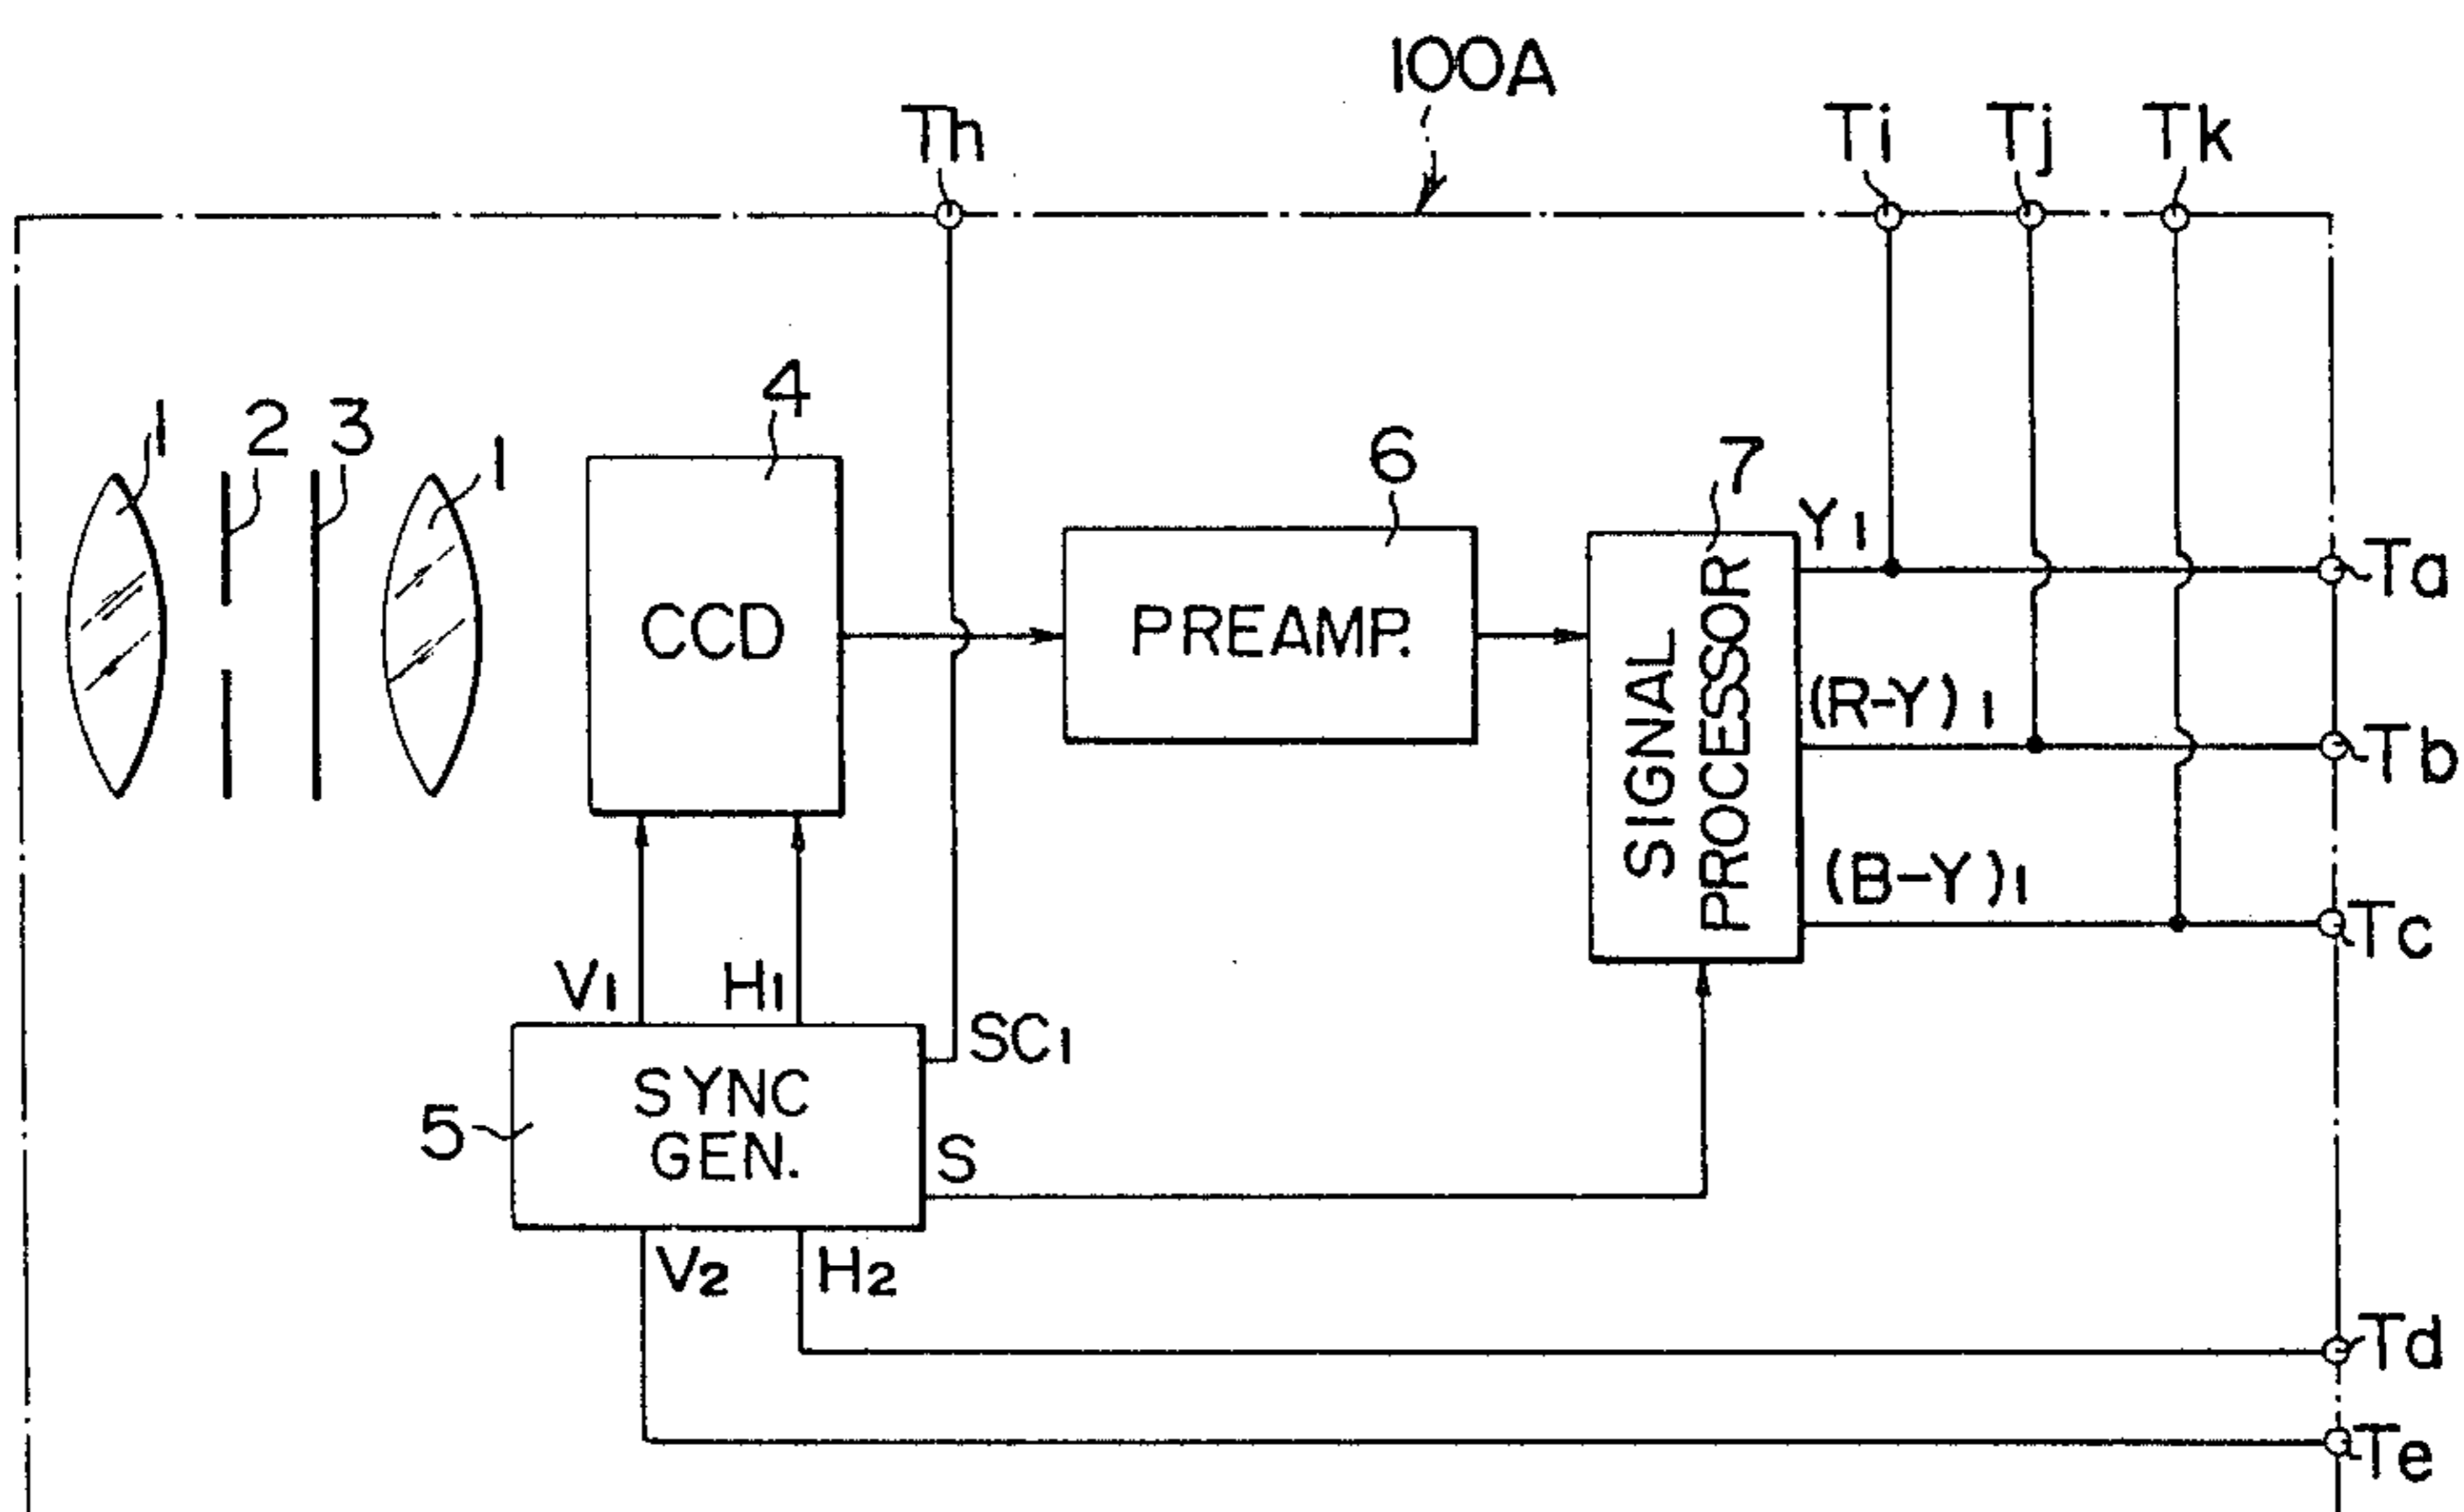 100A
Th
Ti
Tj
Tk
1
2
3
1
4
6
7
CCD
PREAMP.
SIGNAL
PROCESSOR
Y1
(R-Y)1
(B-Y)1
Ta
Tb
Tc
V1
H1
SC1
5
SYNC
GEN.
S
V2
H2
Td
Te